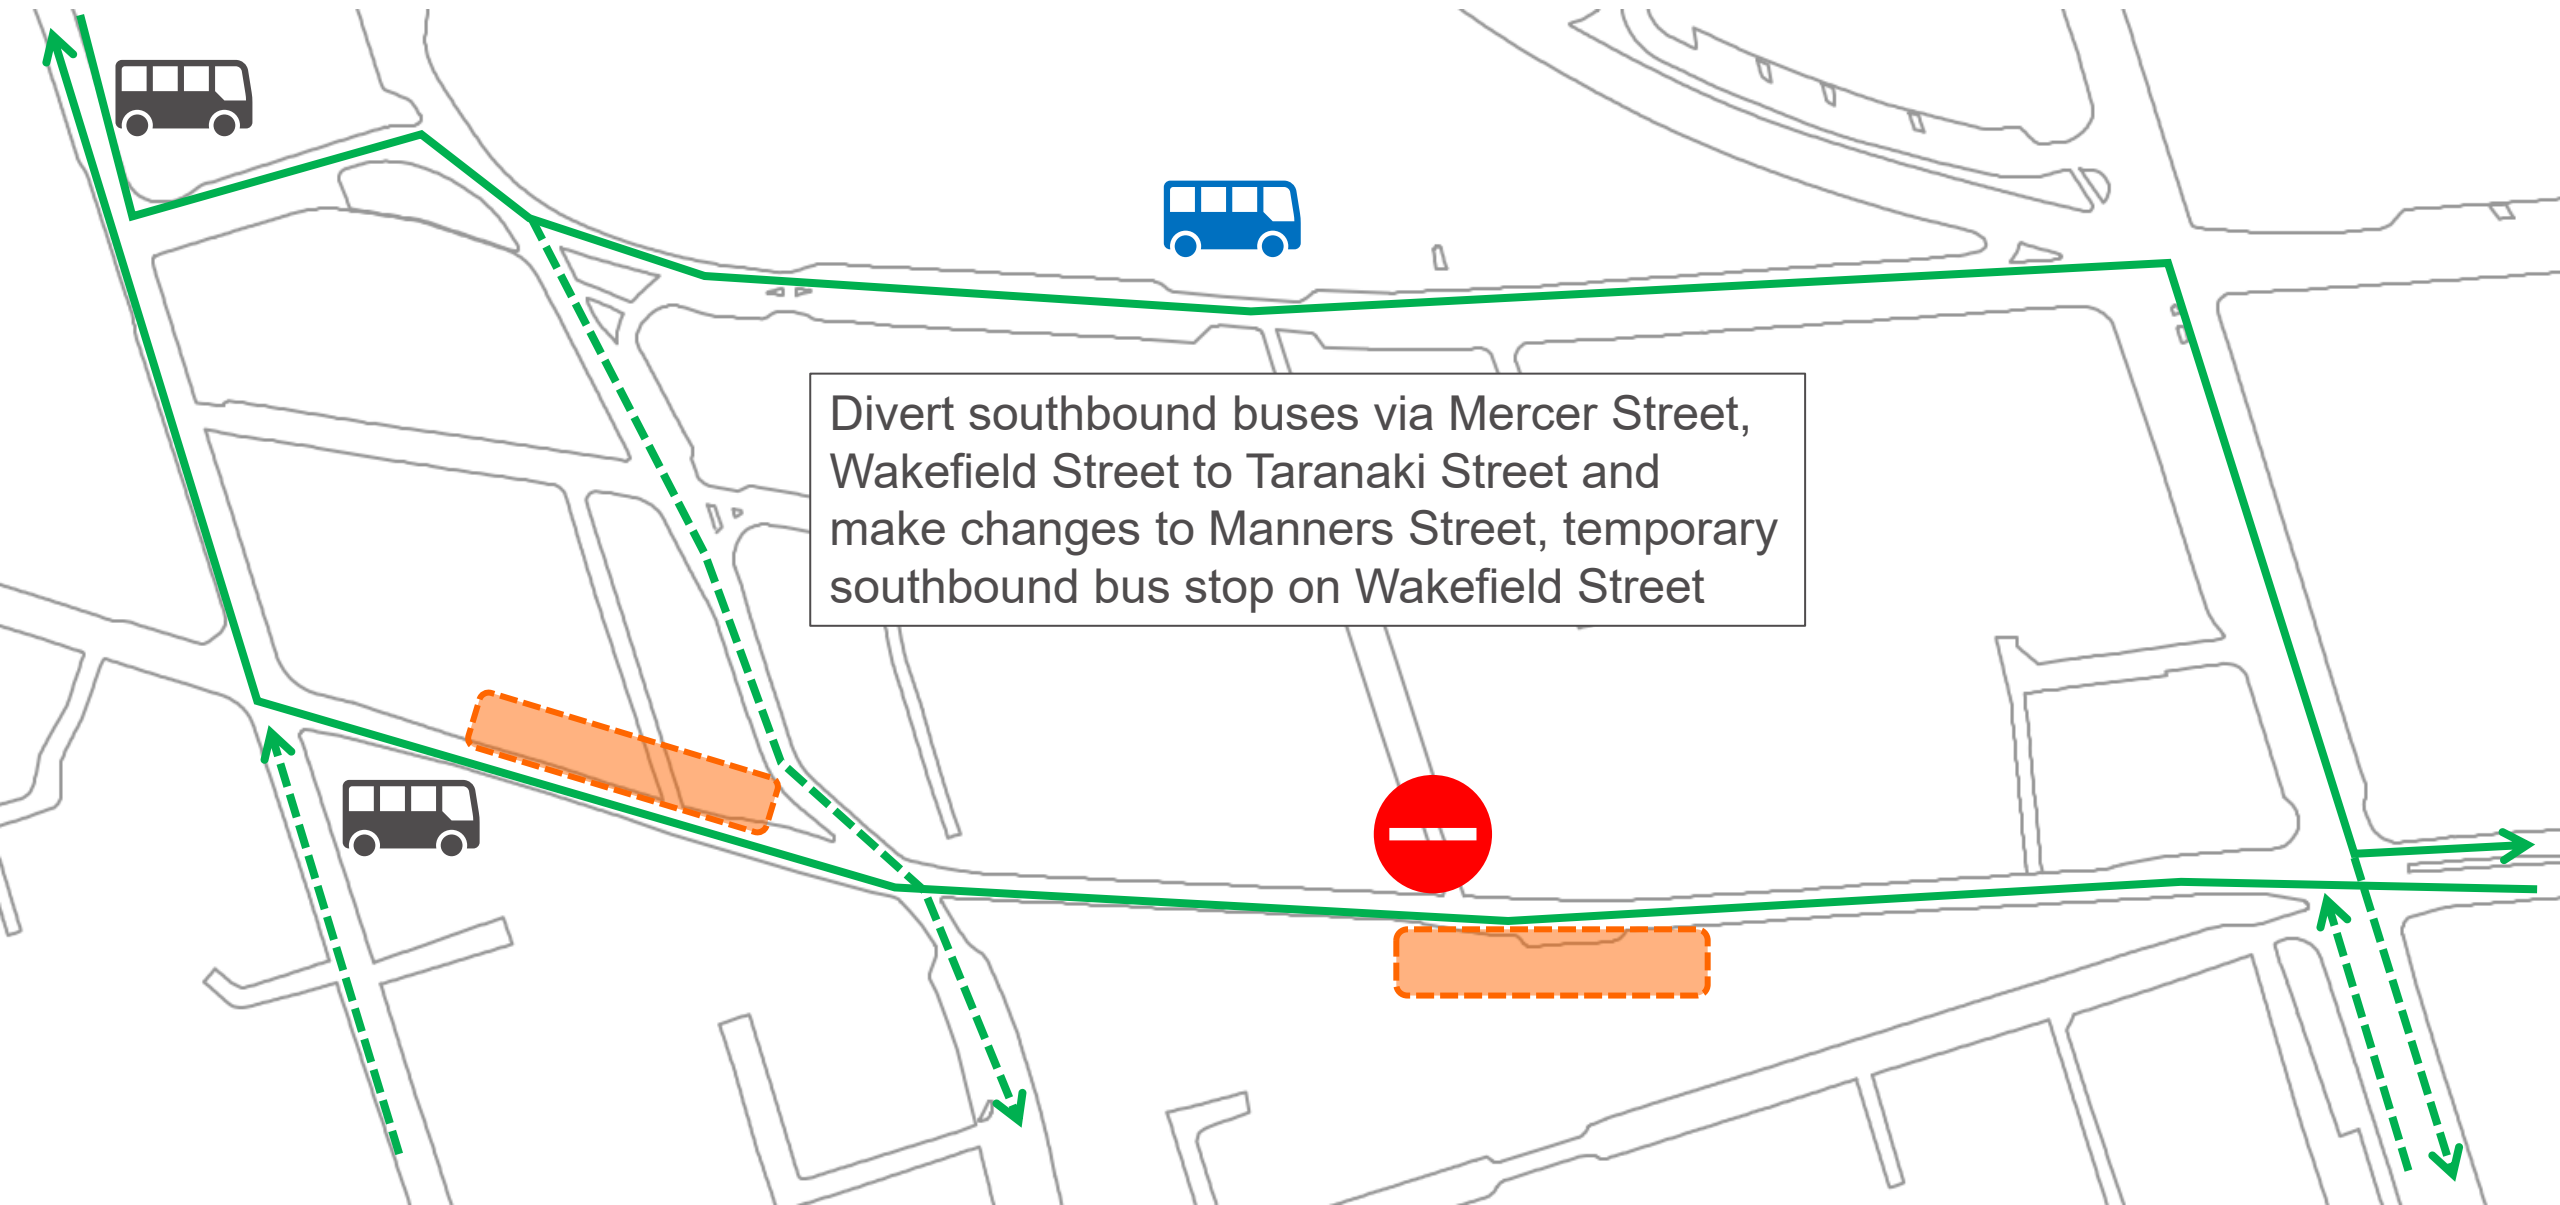 Divert southbound buses via Mercer Street,
Wakefield Street to Taranaki Street and
make changes to Manners Street, temporary
southbound bus stop on Wakefield Street